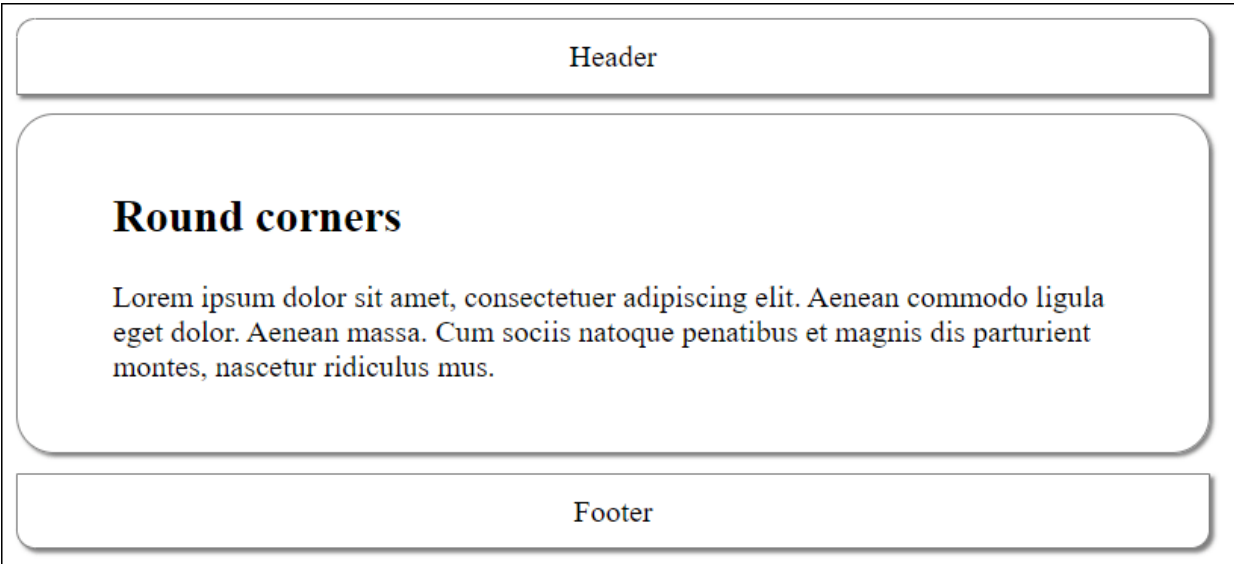 Header
Round corners
Lorem ipsum dolor sit amet, consectetuer adipiscing elit. Aenean commodo ligula
eget dolor. Aenean massa. Cum sociis natoque penatibus et magnis dis parturient
montes, nascetur ridiculus mus.
Footer